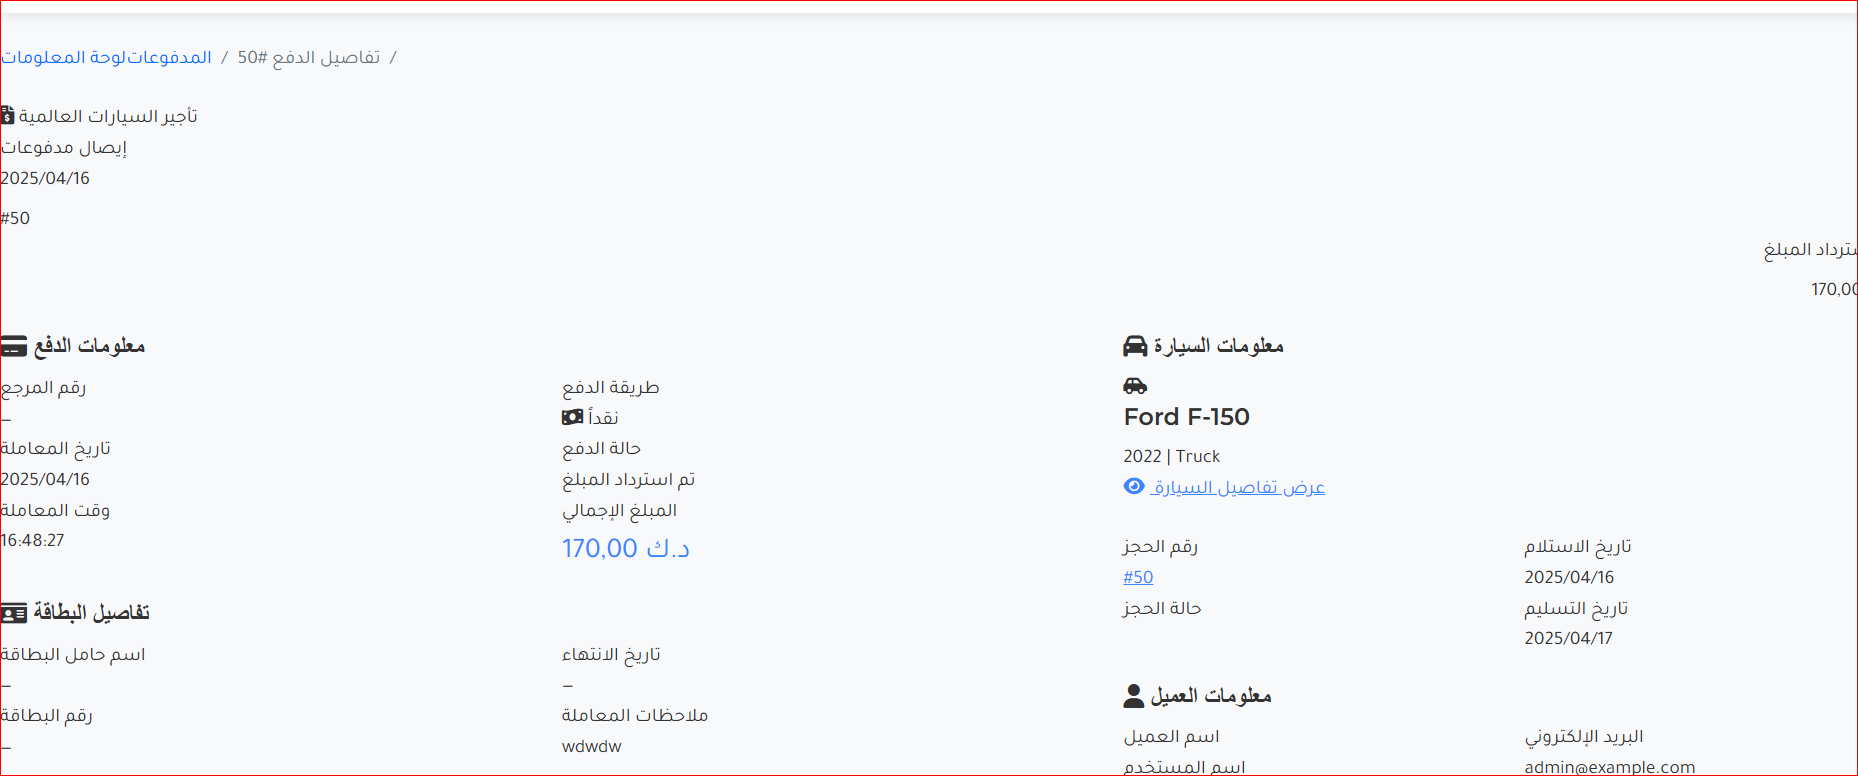 المدفوعات لوحة المعلومات / تفاصيل الدفع #50 /
تأجير السيارات العالمية
إيصال مدفوعات
2025/04/16
#50
المبلغ
معلومات الدفع
رقم المرجع
–
تاريخ المعاملة
2025/04/16
وقت المعاملة
16:48:27
طريقة الدفع
نقداً
حالة الدفع
تم استرداد المبلغ
المبلغ الإجمالي
170,00 د.ك
تفاصيل البطاقة
اسم حامل البطاقة
–
رقم البطاقة
–
تاريخ الانتهاء
–
ملاحظات المعاملة
wdwdw
معلومات السيارة
Ford F-150
2022 | Truck
عرض تفاصيل السيارة
رقم الحجز
#50
حالة الحجز
تاريخ الاستلام
2025/04/16
تاريخ التسليم
2025/04/17
معلومات العميل
اسم العميل
اسم المستخدم
البريد الإلكتروني
admin@example.com